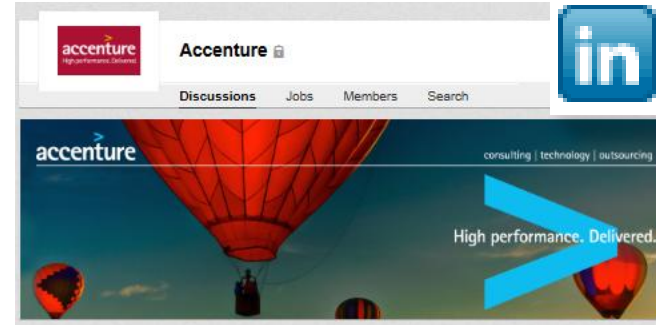 accenture
High performance. Delivered.
Accenture
in
Discussions Jobs Members Search
accenture
consulting | technology | outsourcing
High performance. Delivered.